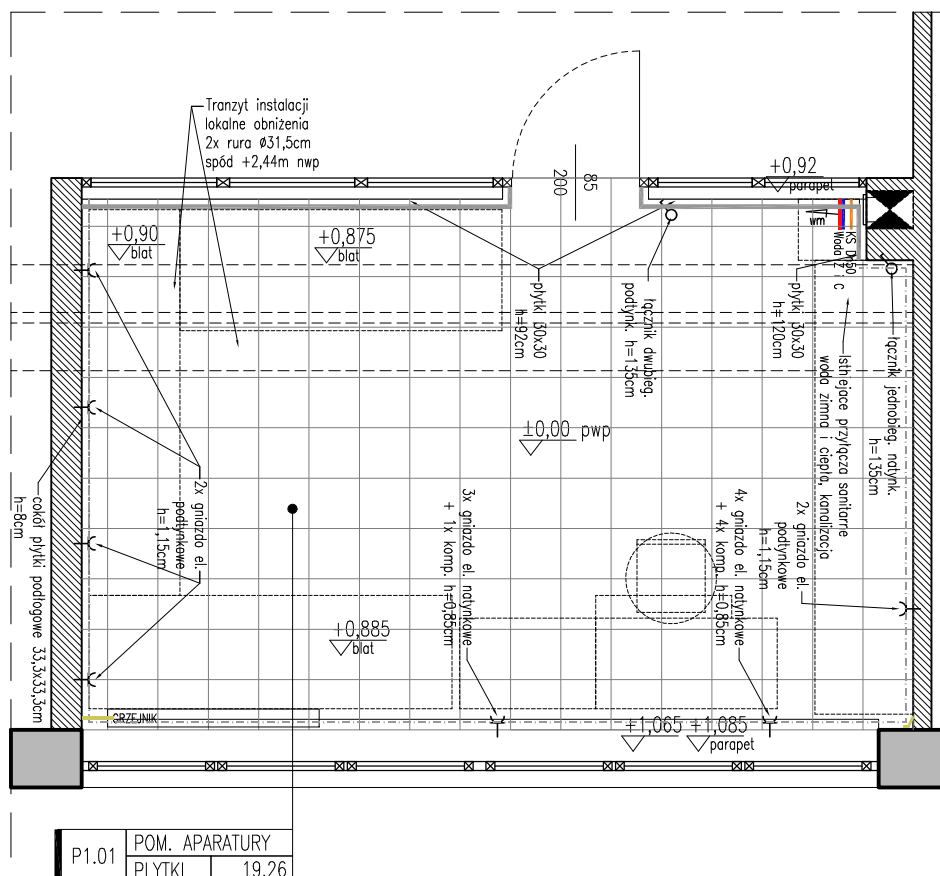 Tranzyt instalacji
lokalne obniżenia
2x rura Ø31,5cm
spód +2,44m nwp
85
200
+0,92
parapet
+0,90
blat
+0,875
blat
wm
KS Dn50
Woda Z i C
płytki 30x30
h=92cm
łącznik dwubieg.
podtynk. h=135cm
płytki 30x30
h=120cm
Istniejące przyłącza sanitarne
woda zimna i ciepła, kanalizacja
łącznik jednobieg. natynk.
h=135cm
±0,00 pwp
2x gniazdo el.
podtynkowe
h=1,15cm
3x gniazdo el. natynkowe
+ 1x komp. h=0,85cm
4x gniazdo el. natynkowe
+ 4x komp. h=0,85cm
2x gniazdo el.
podtynkowe
h=1,15cm
cokół płytki podłogowe 33,3x33,3cm
h=8cm
+0,885
blat
GRZEJNIK
+1,065
+1,085
parapet
P1.01
POM. APARATURY
PŁYTKI
19.26